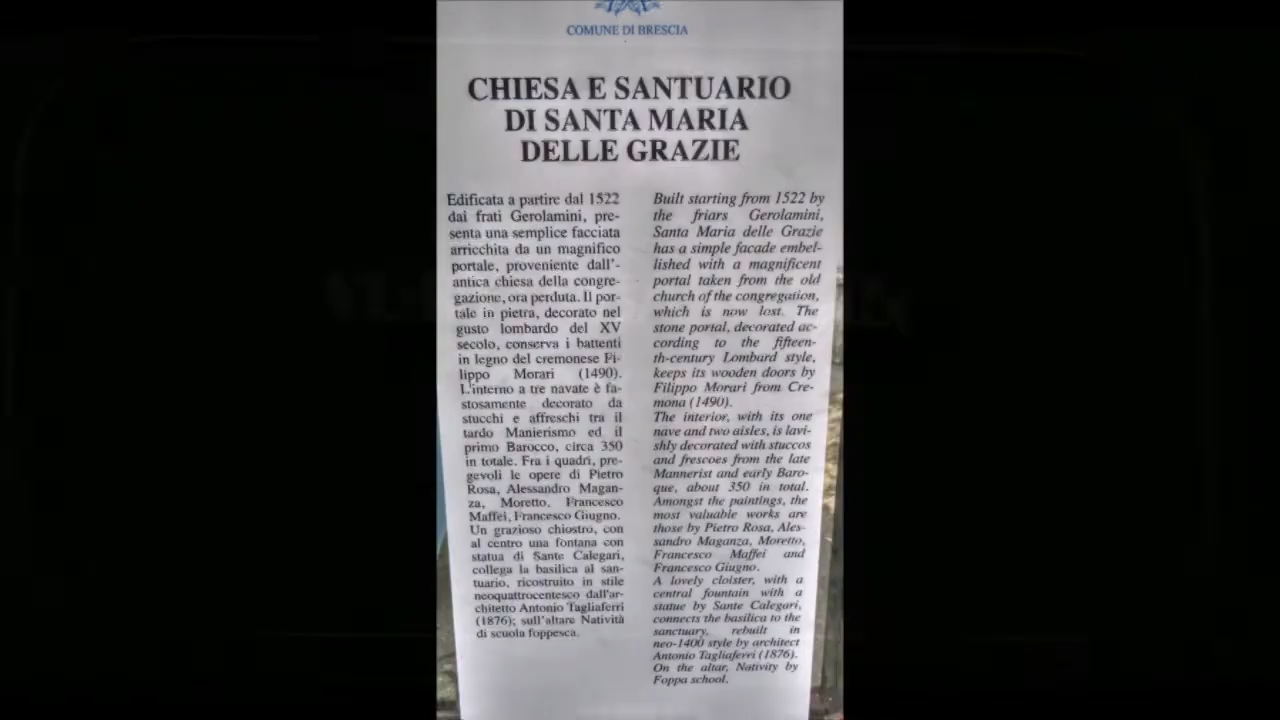 COMUNE DI BRESCIA
CHIESA E SANTUARIO
DI SANTA MARIA
DELLE GRAZIE
Edificata a partire dal 1522
dai frati Gerolamini, pre-
senta una semplice facciata
arricchita da un magnifico
portale, proveniente dall'-
antica chiesa della congre-
gazione, ora perduta. Il por-
tale in pietra, decorato nel
gusto lombardo del XV
secolo, conserva i battenti
in legno del cremonese Fi-
lippo Morari (1490).
L'interno a tre navate è fa-
stosamente decorato da
stucchi e affreschi tra il
tardo Manierismo ed il
primo Barocco, circa 350
in totale. Fra i quadri, pre-
gevoli le opere di Pietro
Rosa, Alessandro Magan-
za, Moretto, Francesco
Maffei, Francesco Giugno.
Un grazioso chiostro, con
al centro una fontana con
statua di Sante Calegari,
collega la basilica al san-
tuario, ricostruito in stile
neoquattrocentesco dall'ar-
chitetto Antonio Tagliaferri
(1876); sull'altare Natività
di scuola foppesca.
Built starting from 1522 by
the friars Gerolamini,
Santa Maria delle Grazie
has a simple facade embel-
lished with a magnificent
portal taken from the old
church of the congregation,
which is now lost. The
stone portal, decorated ac-
cording to the fifteen-
th-century Lombard style,
keeps its wooden doors by
Filippo Morari from Cre-
mona (1490).
The interior, with its one
nave and two aisles, is lavi-
shly decorated with stuccos
and frescoes from the late
Mannerist and early Baro-
que, about 350 in total.
Amongst the paintings, the
most valuable works are
those by Pietro Rosa, Ales-
sandro Maganza, Moretto,
Francesco Maffei and
Francesco Giugno.
A lovely cloister, with a
central fountain with a
statue by Sante Calegari,
connects the basilica to the
sanctuary, rebuilt in
neo-1400 style by architect
Antonio Tagliaferri (1876).
On the altar, Nativity by
Foppa school.